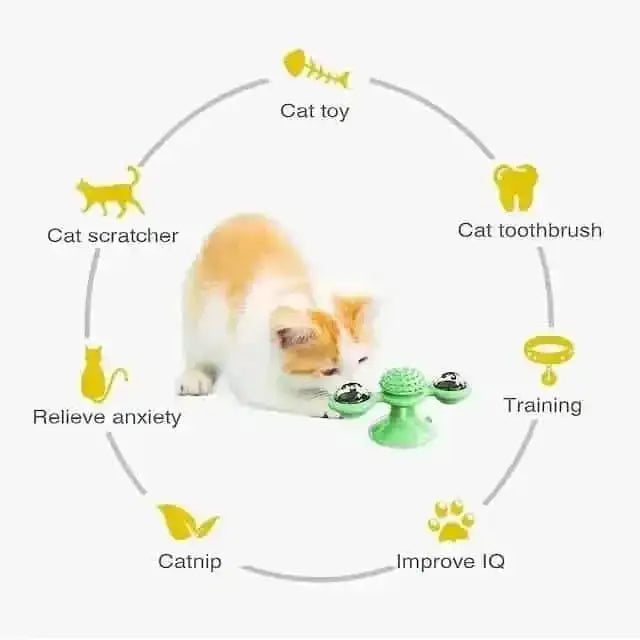 Cat toy
Cat scratcher
Cat toothbrush
Relieve anxiety
Training
Catnip
Improve IQ